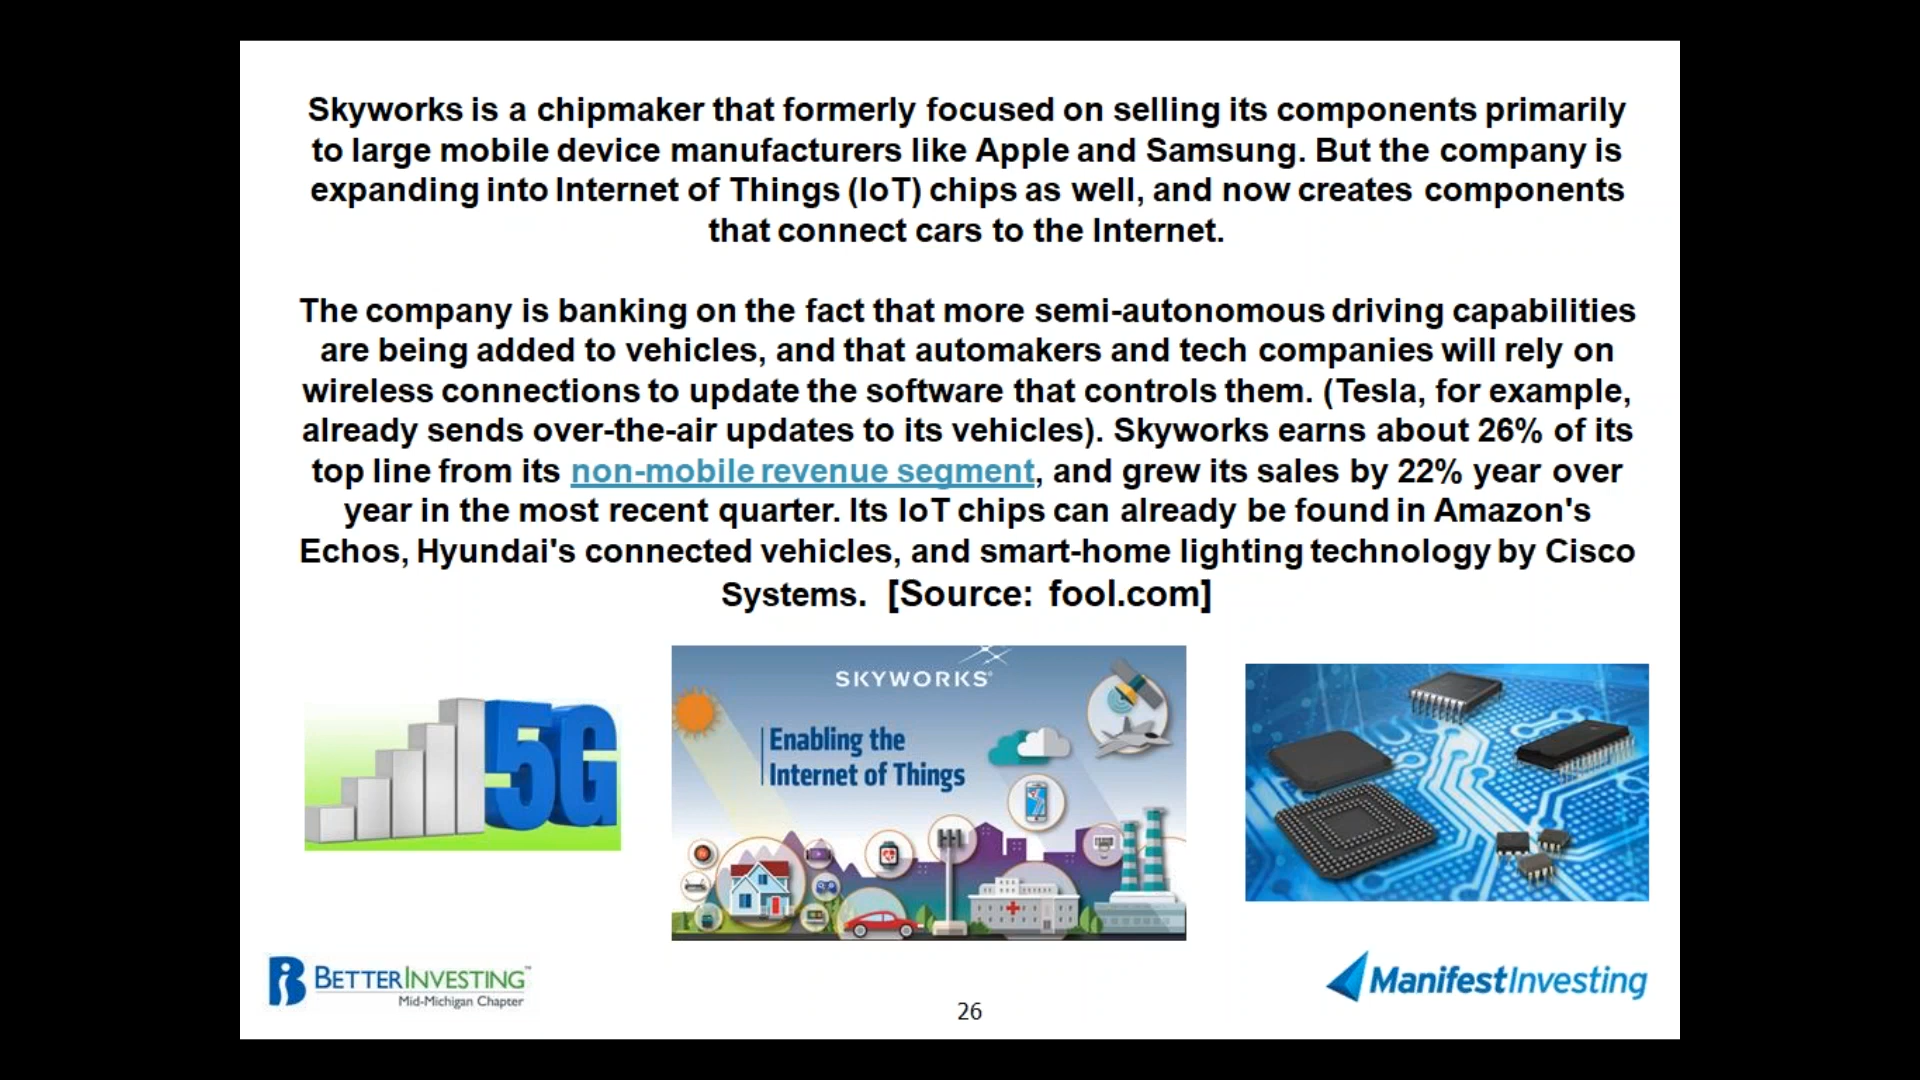 Skyworks is a chipmaker that formerly focused on selling its components primarily
to large mobile device manufacturers like Apple and Samsung. But the company is
expanding into Internet of Things (IoT) chips as well, and now creates components
that connect cars to the Internet.
The company is banking on the fact that more semi-autonomous driving capabilities
are being added to vehicles, and that automakers and tech companies will rely on
wireless connections to update the software that controls them. (Tesla, for example,
already sends over-the-air updates to its vehicles). Skyworks earns about 26% of its
top line from its non-mobile revenue segment, and grew its sales by 22% year over
year in the most recent quarter. Its IoT chips can already be found in Amazon's
Echos, Hyundai's connected vehicles, and smart-home lighting technology by Cisco
Systems. [Source: fool.com]
5G
SKYWORKS®
Enabling the
Internet of Things
BETTERINVESTING™
Mid-Michigan Chapter
26
ManifestInvesting